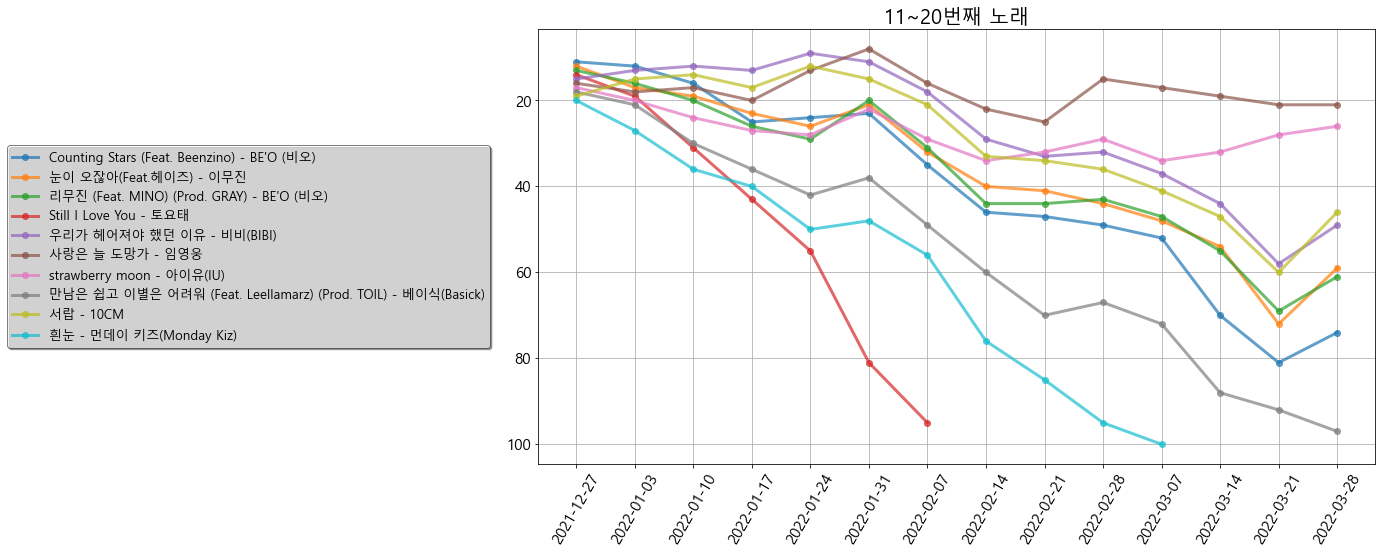 11~20번째 노래
Counting Stars (Feat. Beenzino) - BE'O (비오)
눈이 오잖아(Feat.헤이즈) - 이무진
리무진 (Feat. MINO) (Prod. GRAY) - BE'O (비오)
Still I Love You - 토요태
우리가 헤어져야 했던 이유 - 비비(BIBI)
사랑은 늘 도망가 - 임영웅
strawberry moon - 아이유(IU)
만남은 쉽고 이별은 어려워 (Feat. Leellamarz) (Prod. TOIL) - 베이식(Basick)
서랍 - 10CM
흰눈 - 먼데이 키즈(Monday Kiz)
20
40
60
80
100
2021-12-27
2022-01-03
2022-01-10
2022-01-17
2022-01-24
2022-01-31
2022-02-07
2022-02-14
2022-02-21
2022-02-28
2022-03-07
2022-03-14
2022-03-21
2022-03-28